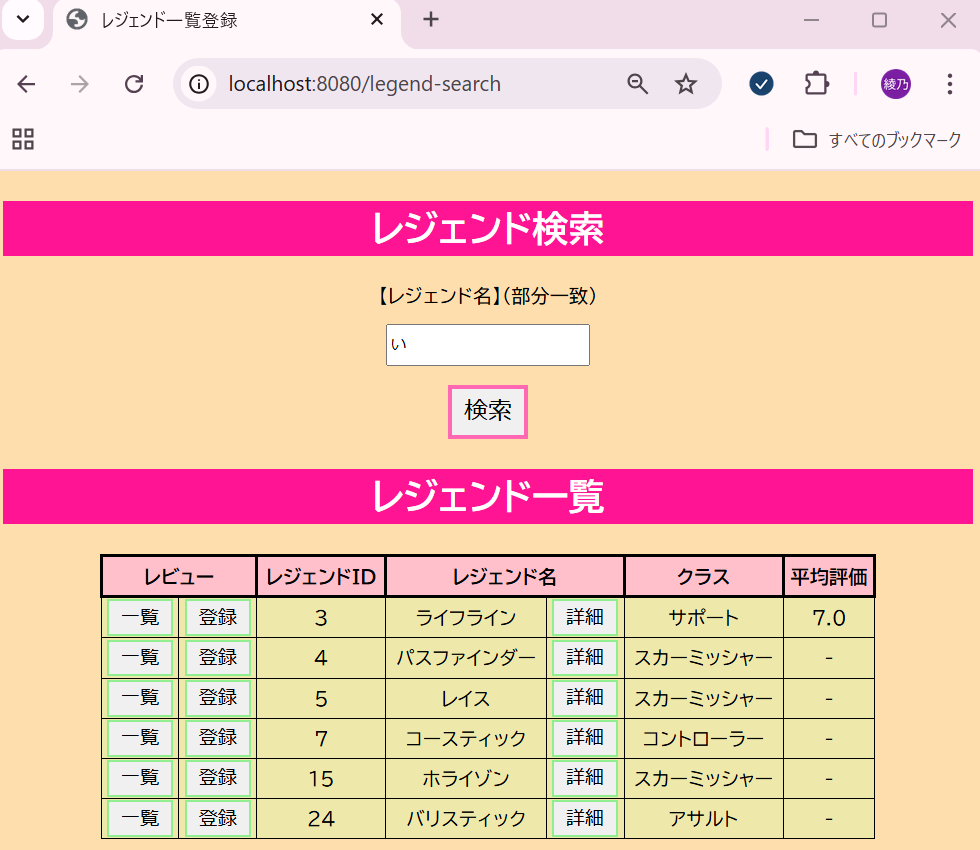 レジェンド一覧登録
localhost:8080/legend-search
綾乃
すべてのブックマーク
レジェンド検索
【レジェンド名】(部分一致)
い
検索
レジェンド一覧
レビュー レジェンドID レジェンド名 クラス 平均評価
一覧 登録 3 ライフライン 詳細 サポート 7.0
一覧 登録 4 パスファインダー 詳細 スカーミッシャー -
一覧 登録 5 レイス 詳細 スカーミッシャー -
一覧 登録 7 コースティック 詳細 コントローラー -
一覧 登録 15 ホライゾン 詳細 スカーミッシャー -
一覧 登録 24 バリスティック 詳細 アサルト -